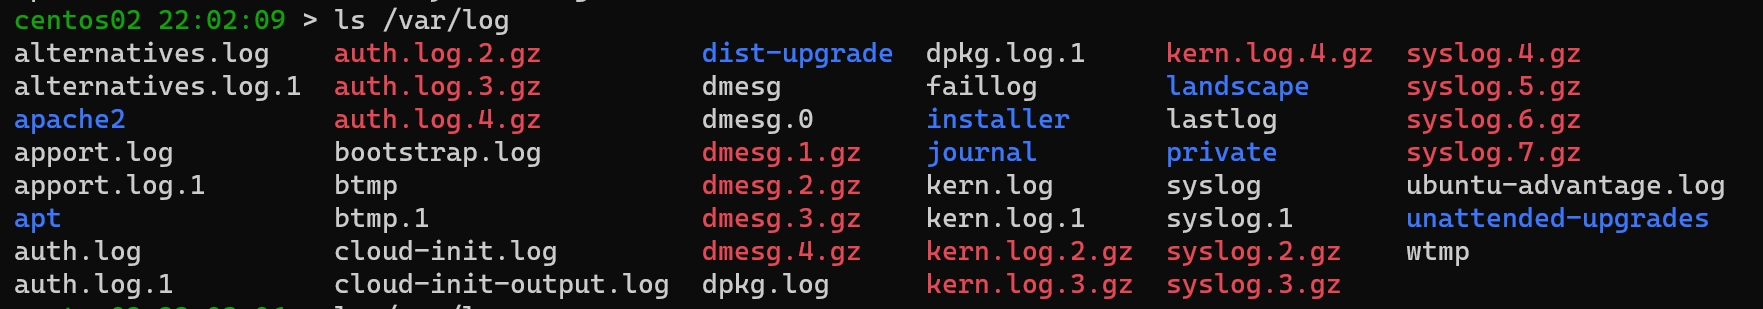 centos02 22:02:09 > ls /var/log
alternatives.log auth.log.2.gz dist-upgrade dpkg.log.1 kern.log.4.gz syslog.4.gz
alternatives.log.1 auth.log.3.gz dmesg faillog landscape syslog.5.gz
apache2 auth.log.4.gz dmesg.0 installer lastlog syslog.6.gz
apport.log bootstrap.log dmesg.1.gz journal private syslog.7.gz
apport.log.1 btmp dmesg.2.gz kern.log syslog ubuntu-advantage.log
apt btmp.1 dmesg.3.gz kern.log.1 syslog.1 unattended-upgrades
auth.log cloud-init.log dmesg.4.gz kern.log.2.gz syslog.2.gz wtmp
auth.log.1 cloud-init-output.log dpkg.log kern.log.3.gz syslog.3.gz